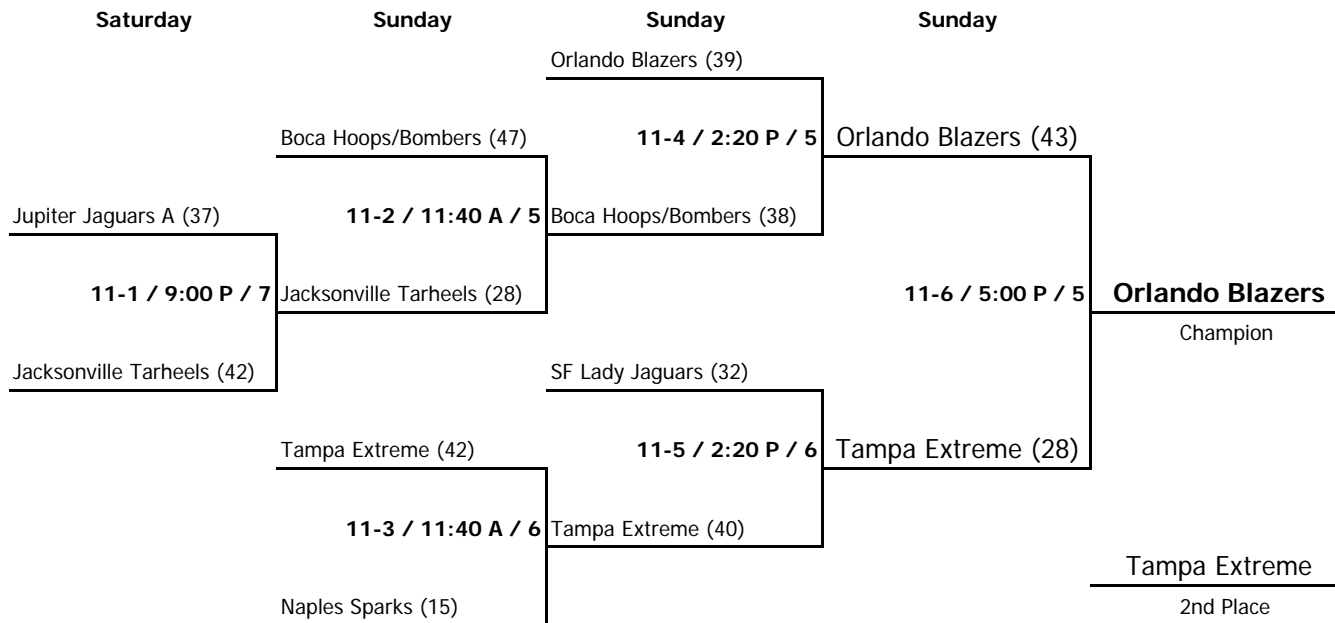 Saturday Sunday Sunday Sunday
Orlando Blazers (39)
Boca Hoops/Bombers (47) 11-4 / 2:20 P / 5 Orlando Blazers (43)
Jupiter Jaguars A (37) 11-2 / 11:40 A / 5 Boca Hoops/Bombers (38)
11-1 / 9:00 P / 7 Jacksonville Tarheels (28) 11-6 / 5:00 P / 5 Orlando Blazers
Champion
Jacksonville Tarheels (42) SF Lady Jaguars (32)
Tampa Extreme (42) 11-5 / 2:20 P / 6 Tampa Extreme (28)
11-3 / 11:40 A / 6 Tampa Extreme (40)
Tampa Extreme
Naples Sparks (15) 2nd Place